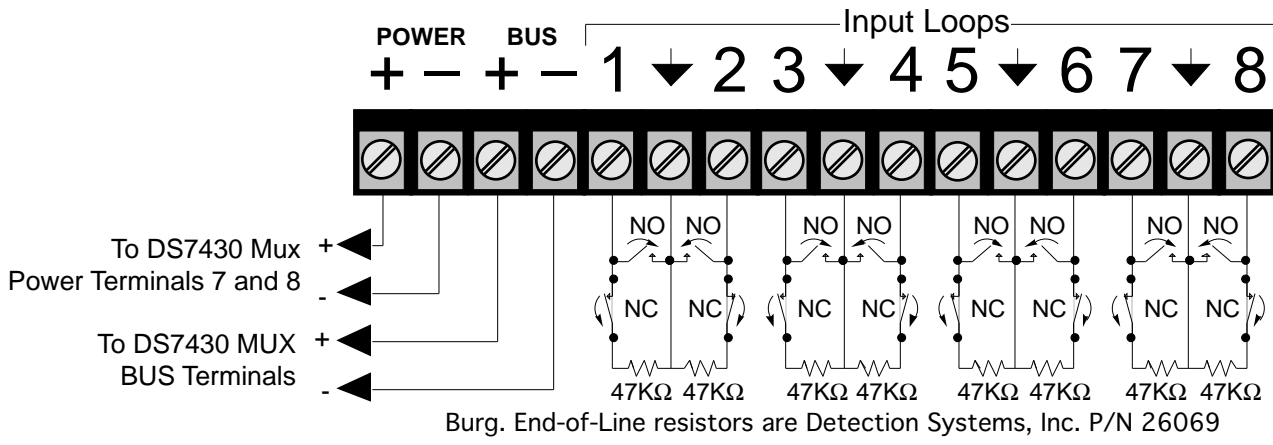 Input Loops
POWER BUS
+ − + − 1 2 3 4 5 6 7 8
NO NO NO NO NO NO NO NO
To DS7430 Mux +
Power Terminals 7 and 8 -
NC NC NC NC NC NC NC NC
To DS7430 MUX +
BUS Terminals -
47KΩ 47KΩ 47KΩ 47KΩ 47KΩ 47KΩ 47KΩ 47KΩ
Burg. End-of-Line resistors are Detection Systems, Inc. P/N 26069